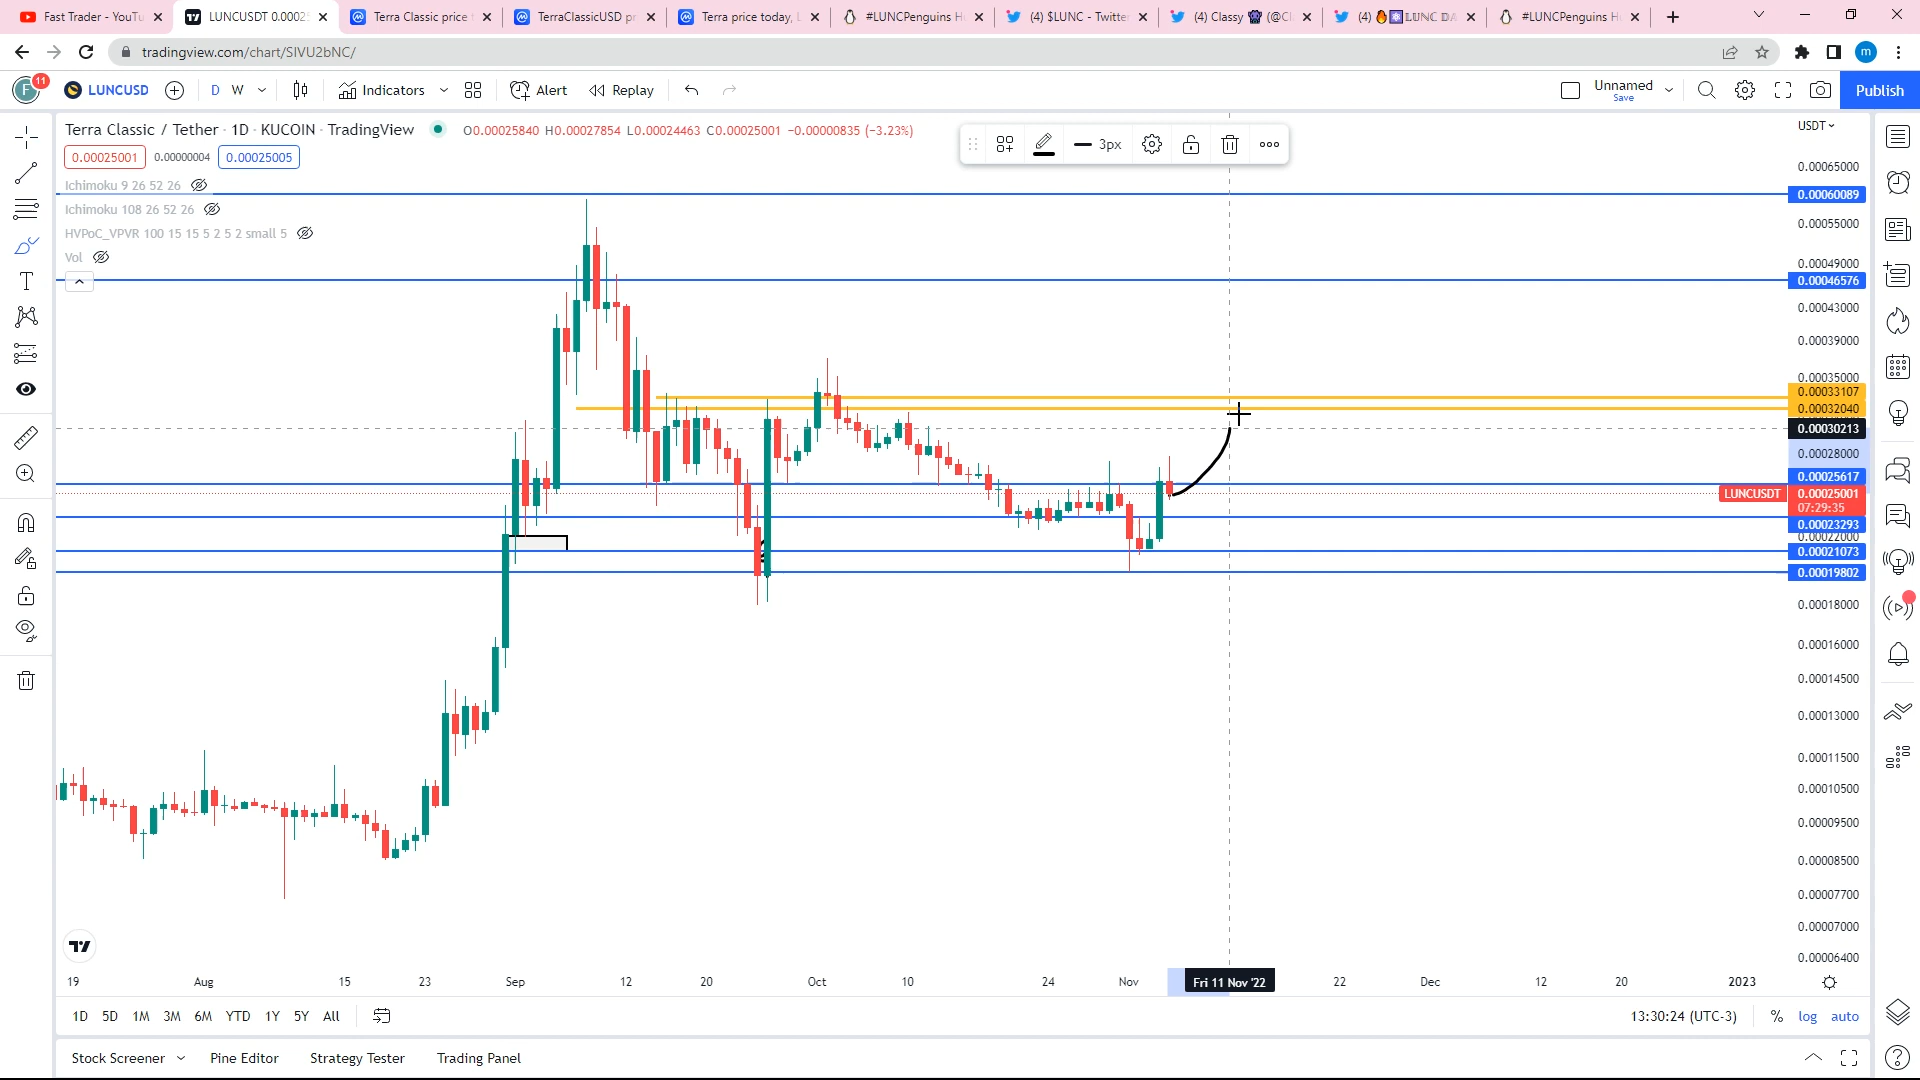 Fast Trader - YouTu
LUNCUSDT 0.0002
Terra Classic price
TerraClassicUSD pr
Terra price today, L
#LUNCPenguins H
(4) $LUNC - Twitter
(4) Classy (@Cl
(4) 𝕃𝕌ℕℂ 𝔻𝔸
#LUNCPenguins H
tradingview.com/chart/SIVU2bNC/
m
F 11 LUNCUSD D W Indicators Alert Replay Unnamed Save Publish
Terra Classic / Tether · 1D · KUCOIN · TradingView O0.00025840 H0.00027854 L0.00024463 C0.00025001 −0.00000835 (−3.23%)
USDT
0.00025001 0.00000004 0.00025005
3px
Ichimoku 9 26 52 26
Ichimoku 108 26 52 26
HVPoC_VPVR 100 15 15 5 2 5 2 small 5
Vol
0.00065000
0.00060089
0.00055000
0.00049000
0.00046576
0.00043000
0.00039000
0.00035000
0.00033107
0.00032040
0.00030213
0.00028000
0.00025617
LUNCUSDT 0.00025001
07:29:35
0.00023293
0.00022000
0.00021073
0.00019802
0.00018000
0.00016000
0.00014500
0.00013000
0.00011500
0.00010500
0.00009500
0.00008500
0.00007700
0.00007000
0.00006400
19 Aug 15 23 Sep 12 20 Oct 10 24 Nov Fri 11 Nov '22 22 Dec 12 20 2023
1D 5D 1M 3M 6M YTD 1Y 5Y All
13:30:24 (UTC-3) % log auto
Stock Screener Pine Editor Strategy Tester Trading Panel